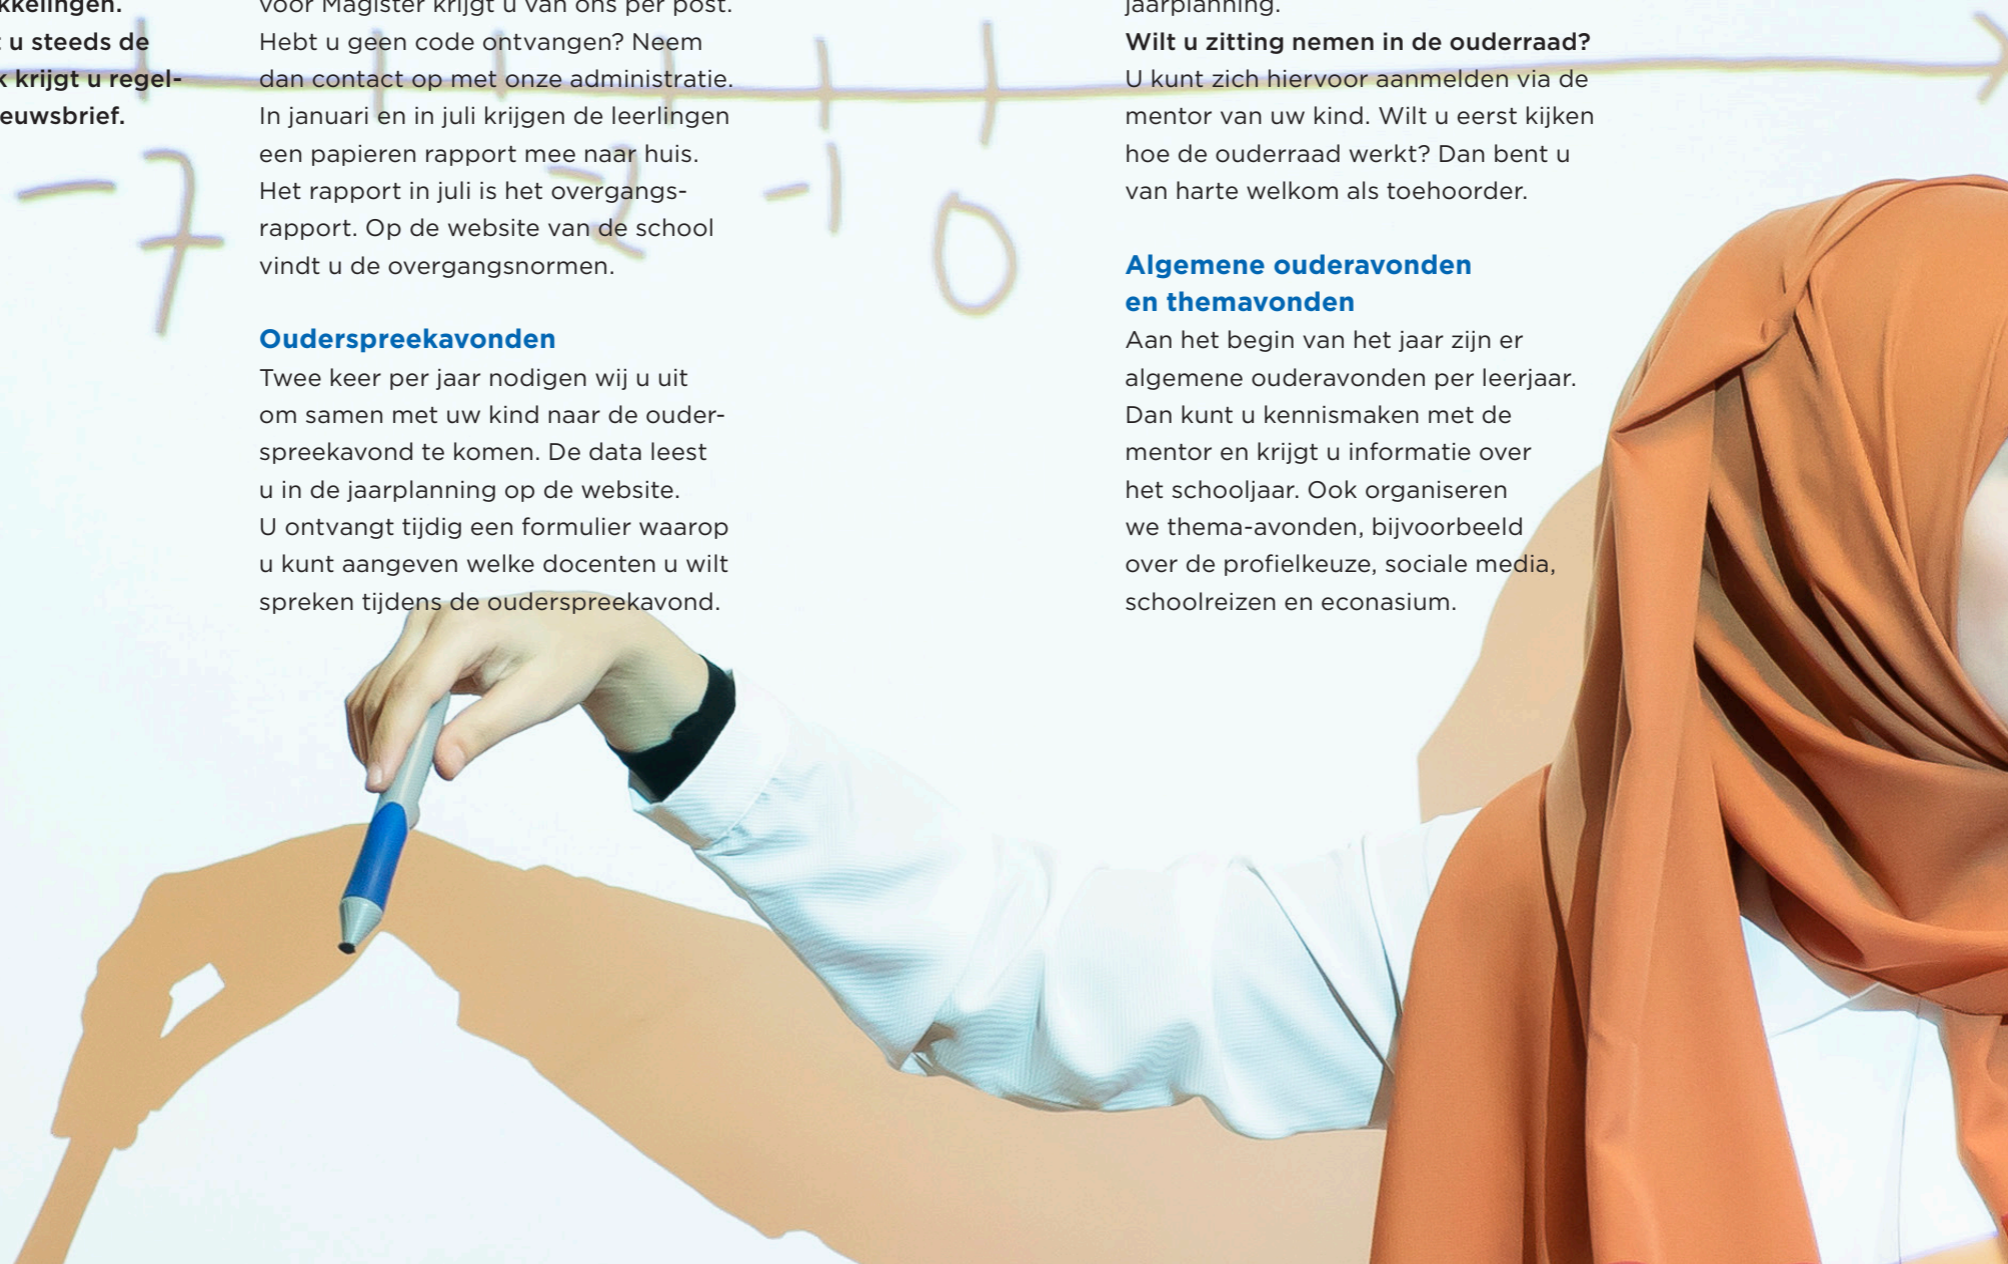 kkelingen.
t u steeds de
k krijgt u regel-
euwsbrief.
voor Magister krijgt u van ons per post.
Hebt u geen code ontvangen? Neem
dan contact op met onze administratie.
In januari en in juli krijgen de leerlingen
een papieren rapport mee naar huis.
Het rapport in juli is het overgangs-
rapport. Op de website van de school
vindt u de overgangsnormen.
Ouderspreekavonden
Twee keer per jaar nodigen wij u uit
om samen met uw kind naar de ouder-
spreekavond te komen. De data leest
u in de jaarplanning op de website.
U ontvangt tijdig een formulier waarop
u kunt aangeven welke docenten u wilt
spreken tijdens de ouderspreekavond.
jaarplanning.
Wilt u zitting nemen in de ouderraad?
U kunt zich hiervoor aanmelden via de
mentor van uw kind. Wilt u eerst kijken
hoe de ouderraad werkt? Dan bent u
van harte welkom als toehoorder.
Algemene ouderavonden
en themavonden
Aan het begin van het jaar zijn er
algemene ouderavonden per leerjaar.
Dan kunt u kennismaken met de
mentor en krijgt u informatie over
het schooljaar. Ook organiseren
we thema-avonden, bijvoorbeeld
over de profielkeuze, sociale media,
schoolreizen en econasium.
-7 -2 -1 0